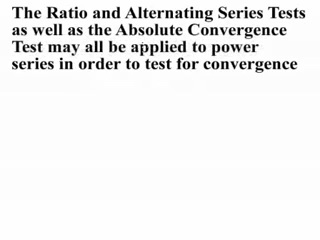 The Ratio and Alternating Series Tests
as well as the Absolute Convergence
Test may all be applied to power
series in order to test for convergence